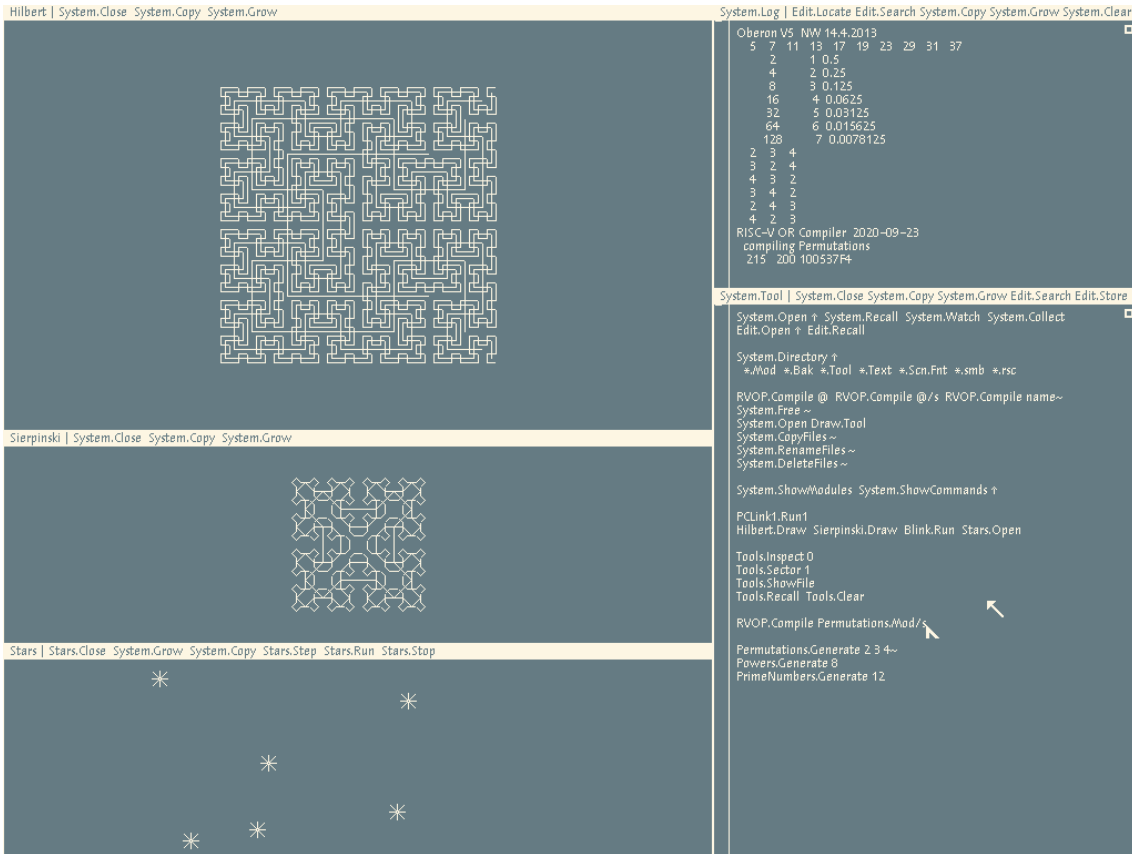 Hilbert | System.Close System.Copy System.Grow
Sierpinski | System.Close System.Copy System.Grow
Stars | Stars.Close System.Grow System.Copy Stars.Step Stars.Run Stars.Stop
System.Log | Edit.Locate Edit.Search System.Copy System.Grow System.Clear
Oberon V5 NW 14.4.2013
5 7 11 13 17 19 23 29 31 37
2 1 0.5
4 2 0.25
8 3 0.125
16 4 0.0625
32 5 0.03125
64 6 0.015625
128 7 0.0078125
2 3 4
3 2 4
4 3 2
3 4 2
2 4 3
4 2 3
RISC-V OR Compiler 2020-09-23
compiling Permutations
215 200 100537F4
System.Tool | System.Close System.Copy System.Grow Edit.Search Edit.Store
System.Open ↑ System.Recall System.Watch System.Collect
Edit.Open ↑ Edit.Recall
System.Directory ↑
*.Mod *.Bak *.Tool *.Text *.Scn.Fnt *.smb *.rsc
RVOP.Compile @ RVOP.Compile @/s RVOP.Compile name~
System.Free ~
System.Open Draw.Tool
System.CopyFiles ~
System.RenameFiles ~
System.DeleteFiles ~
System.ShowModules System.ShowCommands ↑
PCLink1.Run1
Hilbert.Draw Sierpinski.Draw Blink.Run Stars.Open
Tools.Inspect 0
Tools.Sector 1
Tools.ShowFile
Tools.Recall Tools.Clear
RVOP.Compile Permutations.Mod/s
Permutations.Generate 2 3 4~
Powers.Generate 8
PrimeNumbers.Generate 12